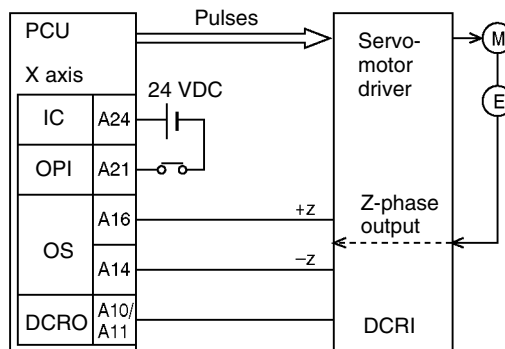 PCU
Pulses
Servo-
motor
driver
M
X axis
24 VDC
E
IC A24
OPI A21
OS
A16
+z
Z-phase
output
A14
−z
DCRO
A10/
A11
DCRI